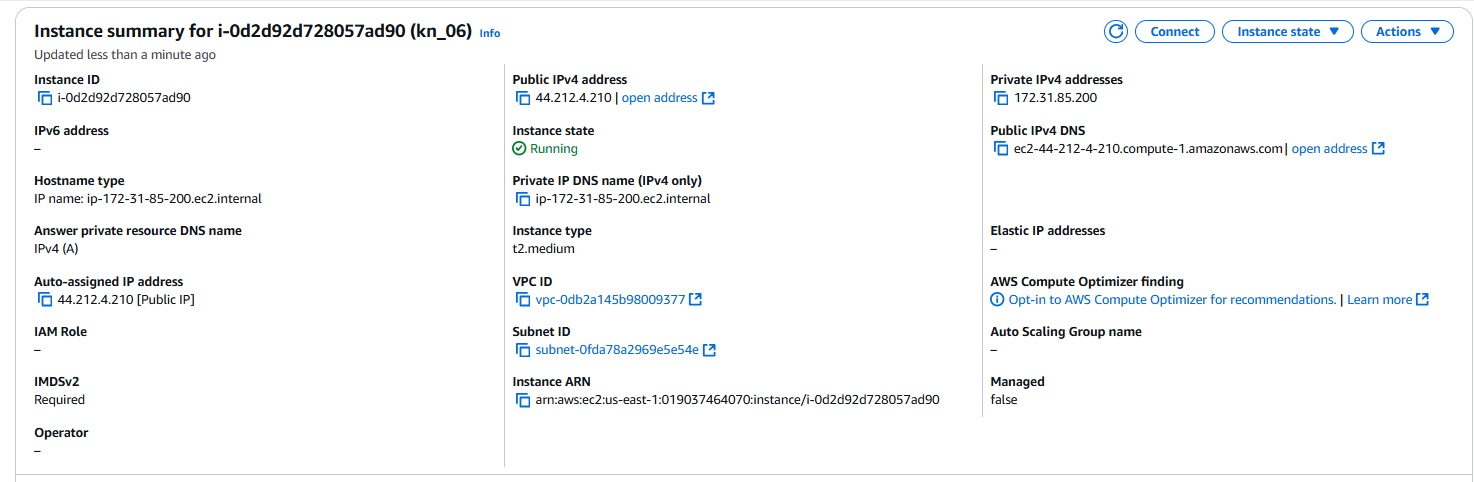 Instance summary for i-0d2d92d728057ad90 (kn_06) Info
Connect
Instance state
Actions
Updated less than a minute ago
Instance ID
i-0d2d92d728057ad90
Public IPv4 address
44.212.4.210 | open address
Private IPv4 addresses
172.31.85.200
IPv6 address
–
Instance state
Running
Public IPv4 DNS
ec2-44-212-4-210.compute-1.amazonaws.com | open address
Hostname type
IP name: ip-172-31-85-200.ec2.internal
Private IP DNS name (IPv4 only)
ip-172-31-85-200.ec2.internal
Answer private resource DNS name
IPv4 (A)
Instance type
t2.medium
Elastic IP addresses
–
Auto-assigned IP address
44.212.4.210 [Public IP]
VPC ID
vpc-0db2a145b98009377
AWS Compute Optimizer finding
Opt-in to AWS Compute Optimizer for recommendations. | Learn more
IAM Role
–
Subnet ID
subnet-0fda78a2969e5e54e
Auto Scaling Group name
–
IMDSv2
Required
Instance ARN
arn:aws:ec2:us-east-1:019037464070:instance/i-0d2d92d728057ad90
Managed
false
Operator
–